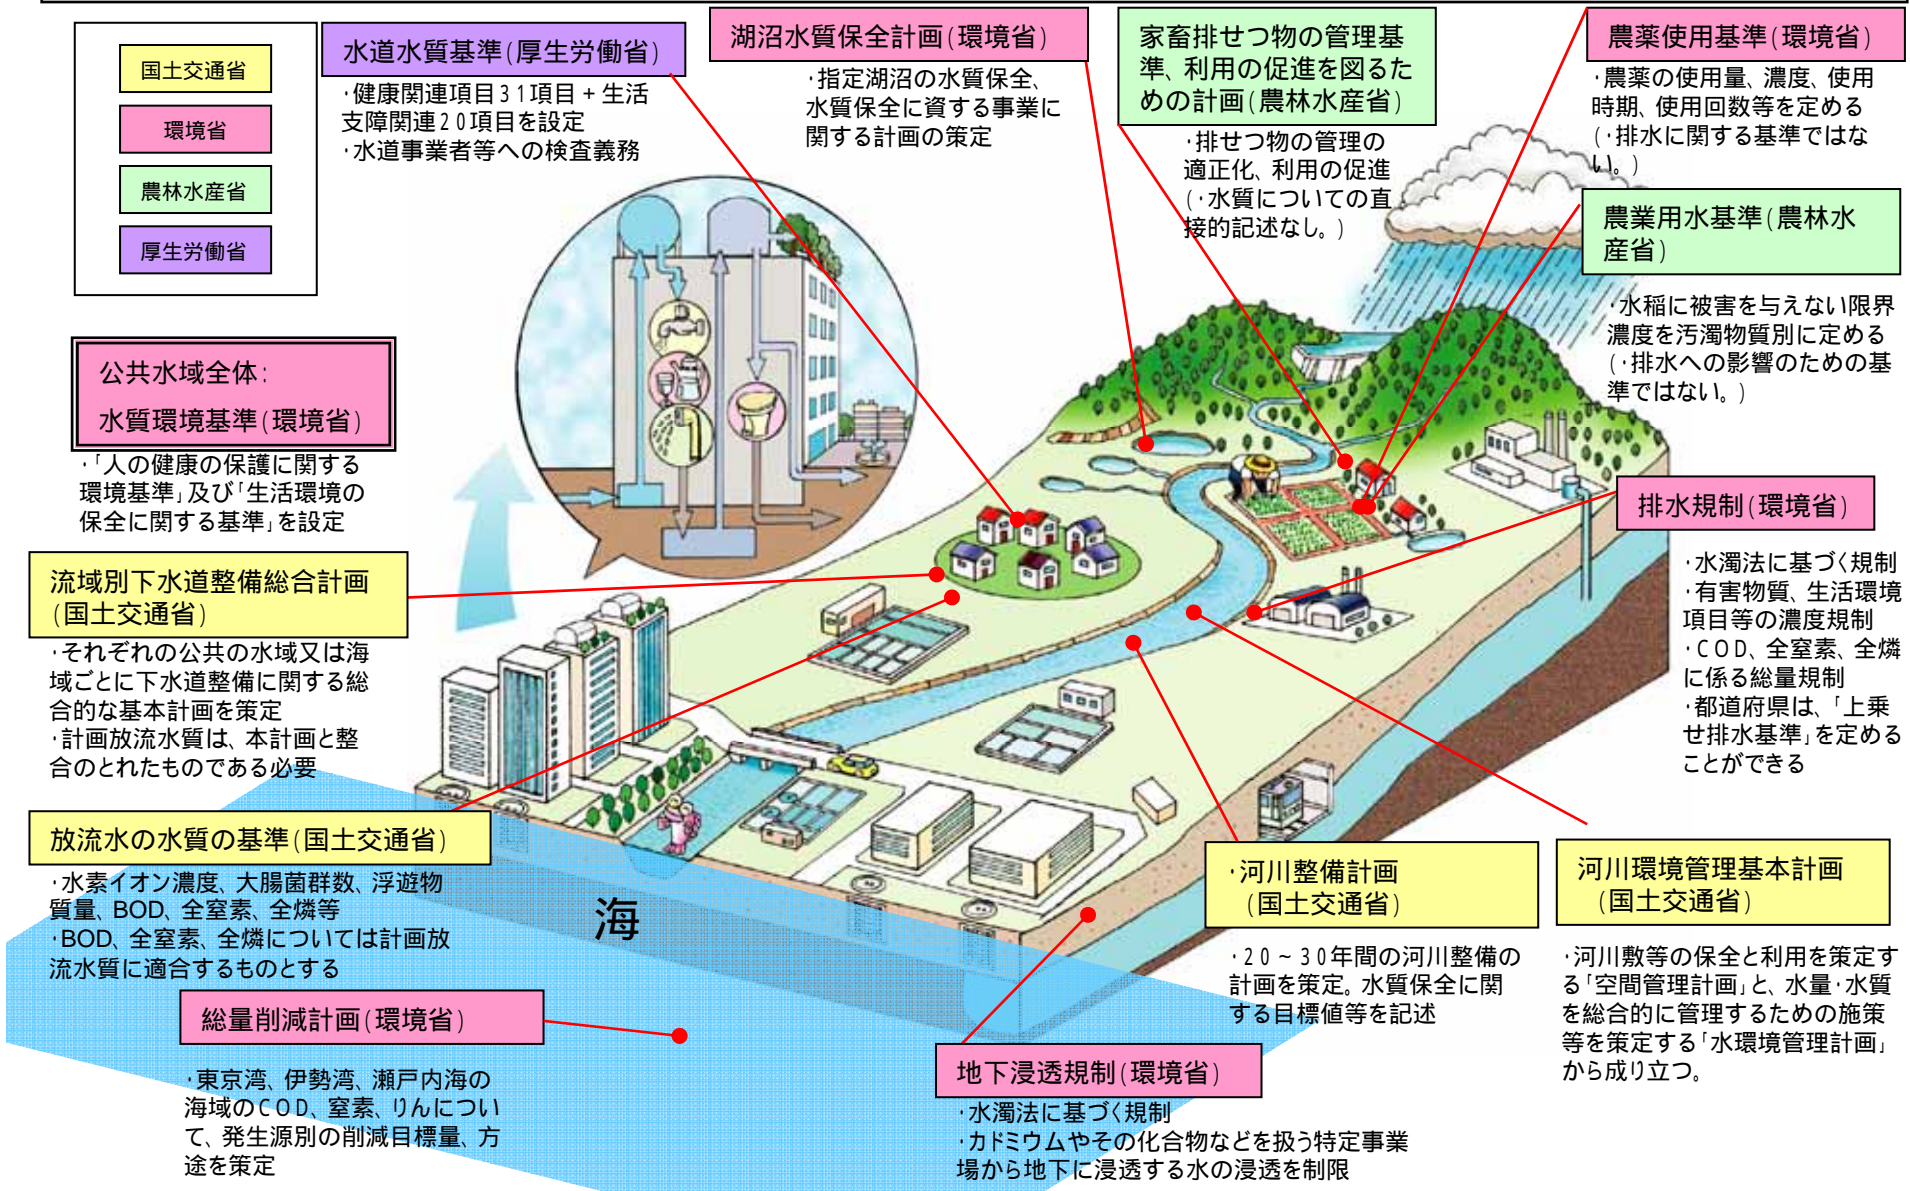 国土交通省
環境省
農林水産省
厚生労働省
水道水質基準(厚生労働省)
･健康関連項目31項目+生活
支障関連20項目を設定
･水道事業者等への検査義務
湖沼水質保全計画(環境省)
･指定湖沼の水質保全、
水質保全に資する事業に
関する計画の策定
家畜排せつ物の管理基
準、利用の促進を図るた
めの計画(農林水産省)
･排せつ物の管理の
適正化、利用の促進
(･水質についての直
接的記述なし。)
農薬使用基準(環境省)
･農薬の使用量、濃度、使用
時期、使用回数等を定める
(･排水に関する基準ではな
い。)
農業用水基準(農林水
産省)
･水稲に被害を与えない限界
濃度を汚濁物質別に定める
(･排水への影響のための基
準ではない。)
公共水域全体:
水質環境基準(環境省)
･｢人の健康の保護に関する
環境基準｣及び｢生活環境の
保全に関する基準｣を設定
排水規制(環境省)
･水濁法に基づく規制
･有害物質、生活環境
項目等の濃度規制
･COD、全窒素、全燐
に係る総量規制
･都道府県は、｢上乗
せ排水基準｣を定める
ことができる
流域別下水道整備総合計画
(国土交通省)
･それぞれの公共の水域又は海
域ごとに下水道整備に関する総
合的な基本計画を策定
･計画放流水質は、本計画と整
合のとれたものである必要
放流水の水質の基準(国土交通省)
･水素イオン濃度、大腸菌群数、浮遊物
質量、BOD、全窒素、全燐等
･BOD、全窒素、全燐については計画放
流水質に適合するものとする
海
･河川整備計画
(国土交通省)
･20~30年間の河川整備の
計画を策定。水質保全に関
する目標値等を記述
河川環境管理基本計画
(国土交通省)
･河川敷等の保全と利用を策定す
る｢空間管理計画｣と、水量･水質
を総合的に管理するための施策
等を策定する｢水環境管理計画｣
から成り立つ。
総量削減計画(環境省)
･東京湾、伊勢湾、瀬戸内海の
海域のCOD、窒素、りんについ
て、発生源別の削減目標量、方
途を策定
地下浸透規制(環境省)
･水濁法に基づく規制
･カドミウムやその化合物などを扱う特定事業
場から地下に浸透する水の浸透を制限